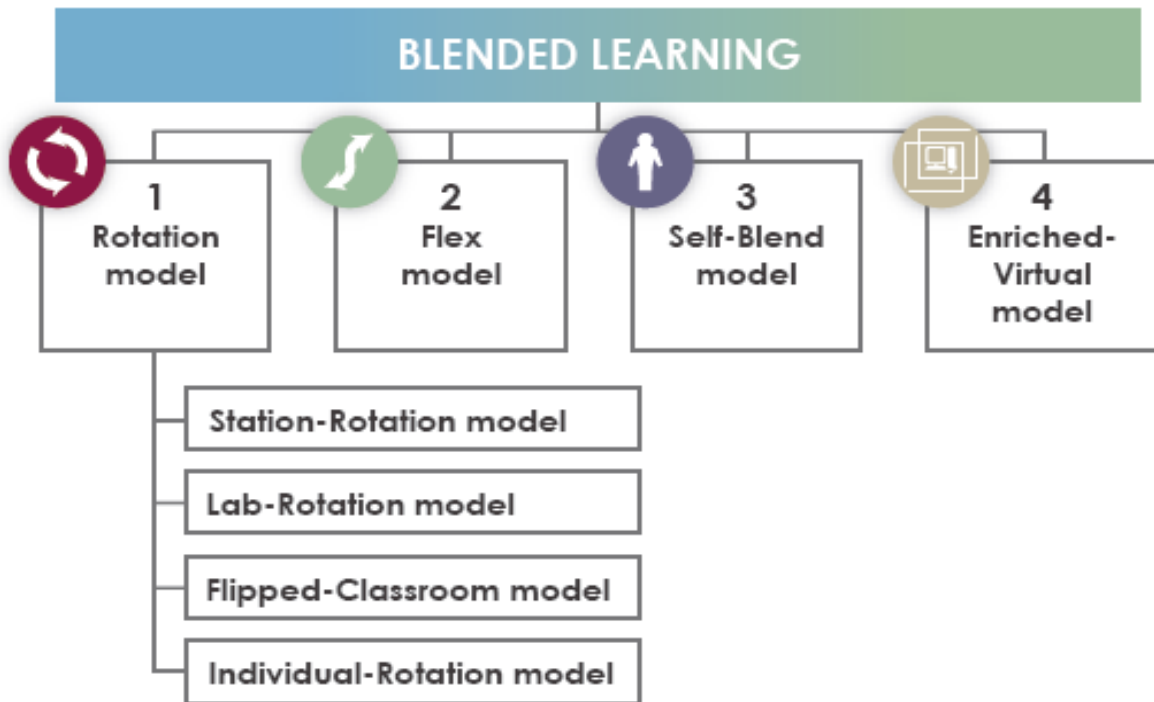 BLENDED LEARNING
1
Rotation
model
2
Flex
model
3
Self-Blend
model
4
Enriched-
Virtual
model
Station-Rotation model
Lab-Rotation model
Flipped-Classroom model
Individual-Rotation model